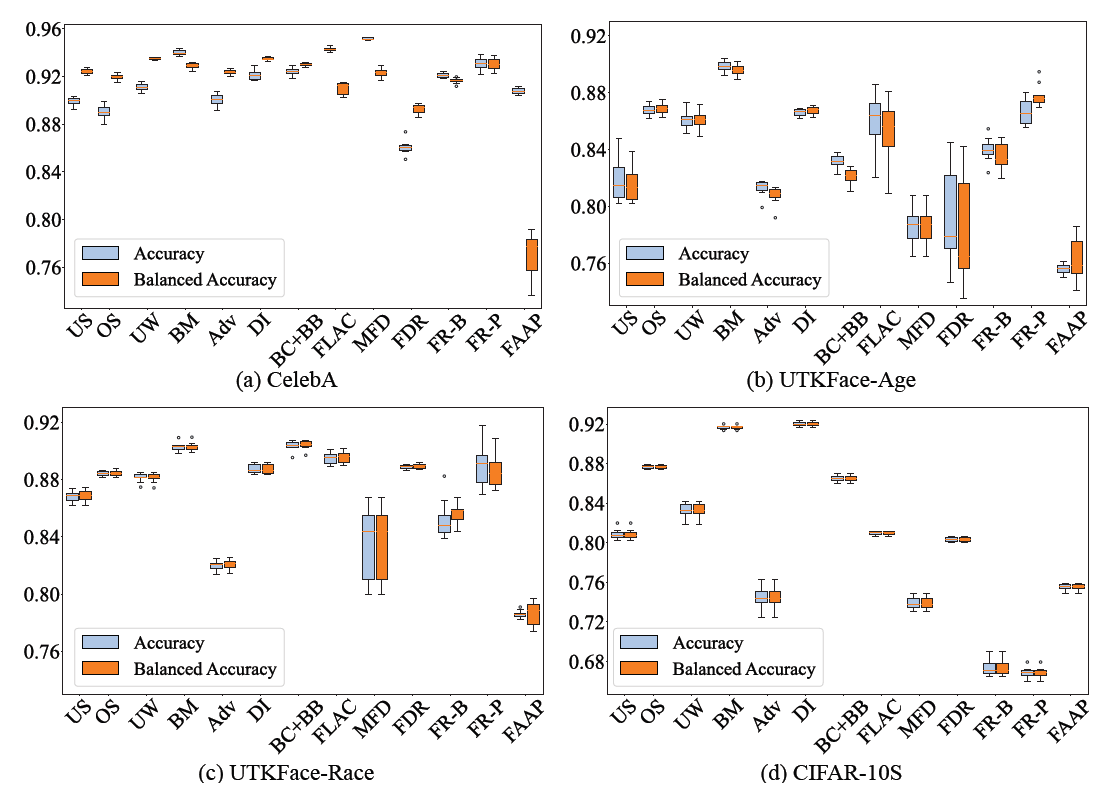 0.96
0.92
0.88
0.84
0.80
0.76
Accuracy
Balanced Accuracy
US OS UW BM Adv DI BC+BB FLAC MFD FDR FR-B FR-P FAAP
(a) CelebA
0.92
0.88
0.84
0.80
0.76
Accuracy
Balanced Accuracy
US OS UW BM Adv DI BC+BB FLAC MFD FDR FR-B FR-P FAAP
(b) UTKFace-Age
0.92
0.88
0.84
0.80
0.76
Accuracy
Balanced Accuracy
US OS UW BM Adv DI BC+BB FLAC MFD FDR FR-B FR-P FAAP
(c) UTKFace-Race
0.92
0.88
0.84
0.80
0.76
0.72
0.68
Accuracy
Balanced Accuracy
US OS UW BM Adv DI BC+BB FLAC MFD FDR FR-B FR-P FAAP
(d) CIFAR-10S